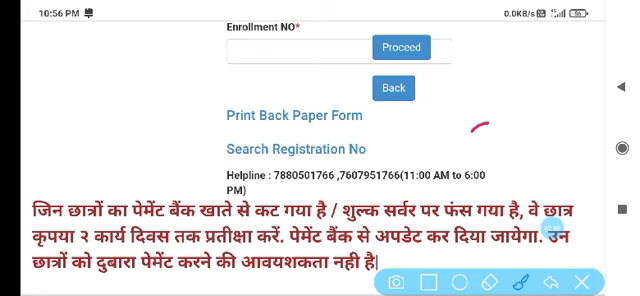 10:56 PM
0.0KB/s 56
Enrollment NO*
Proceed
Back
Print Back Paper Form
Search Registration No
Helpline : 7880501766 ,7607951766(11:00 AM to 6:00
PM)
जिन छात्रों का पेमेंट बैंक खाते से कट गया है / शुल्क सर्वर पर फंस गया है, वे छात्र
कृपया २ कार्य दिवस तक प्रतीक्षा करें. पेमेंट बैंक से अपडेट कर दिया जायेगा. उन
छात्रों को दुबारा पेमेंट करने की आवयशकता नही है|